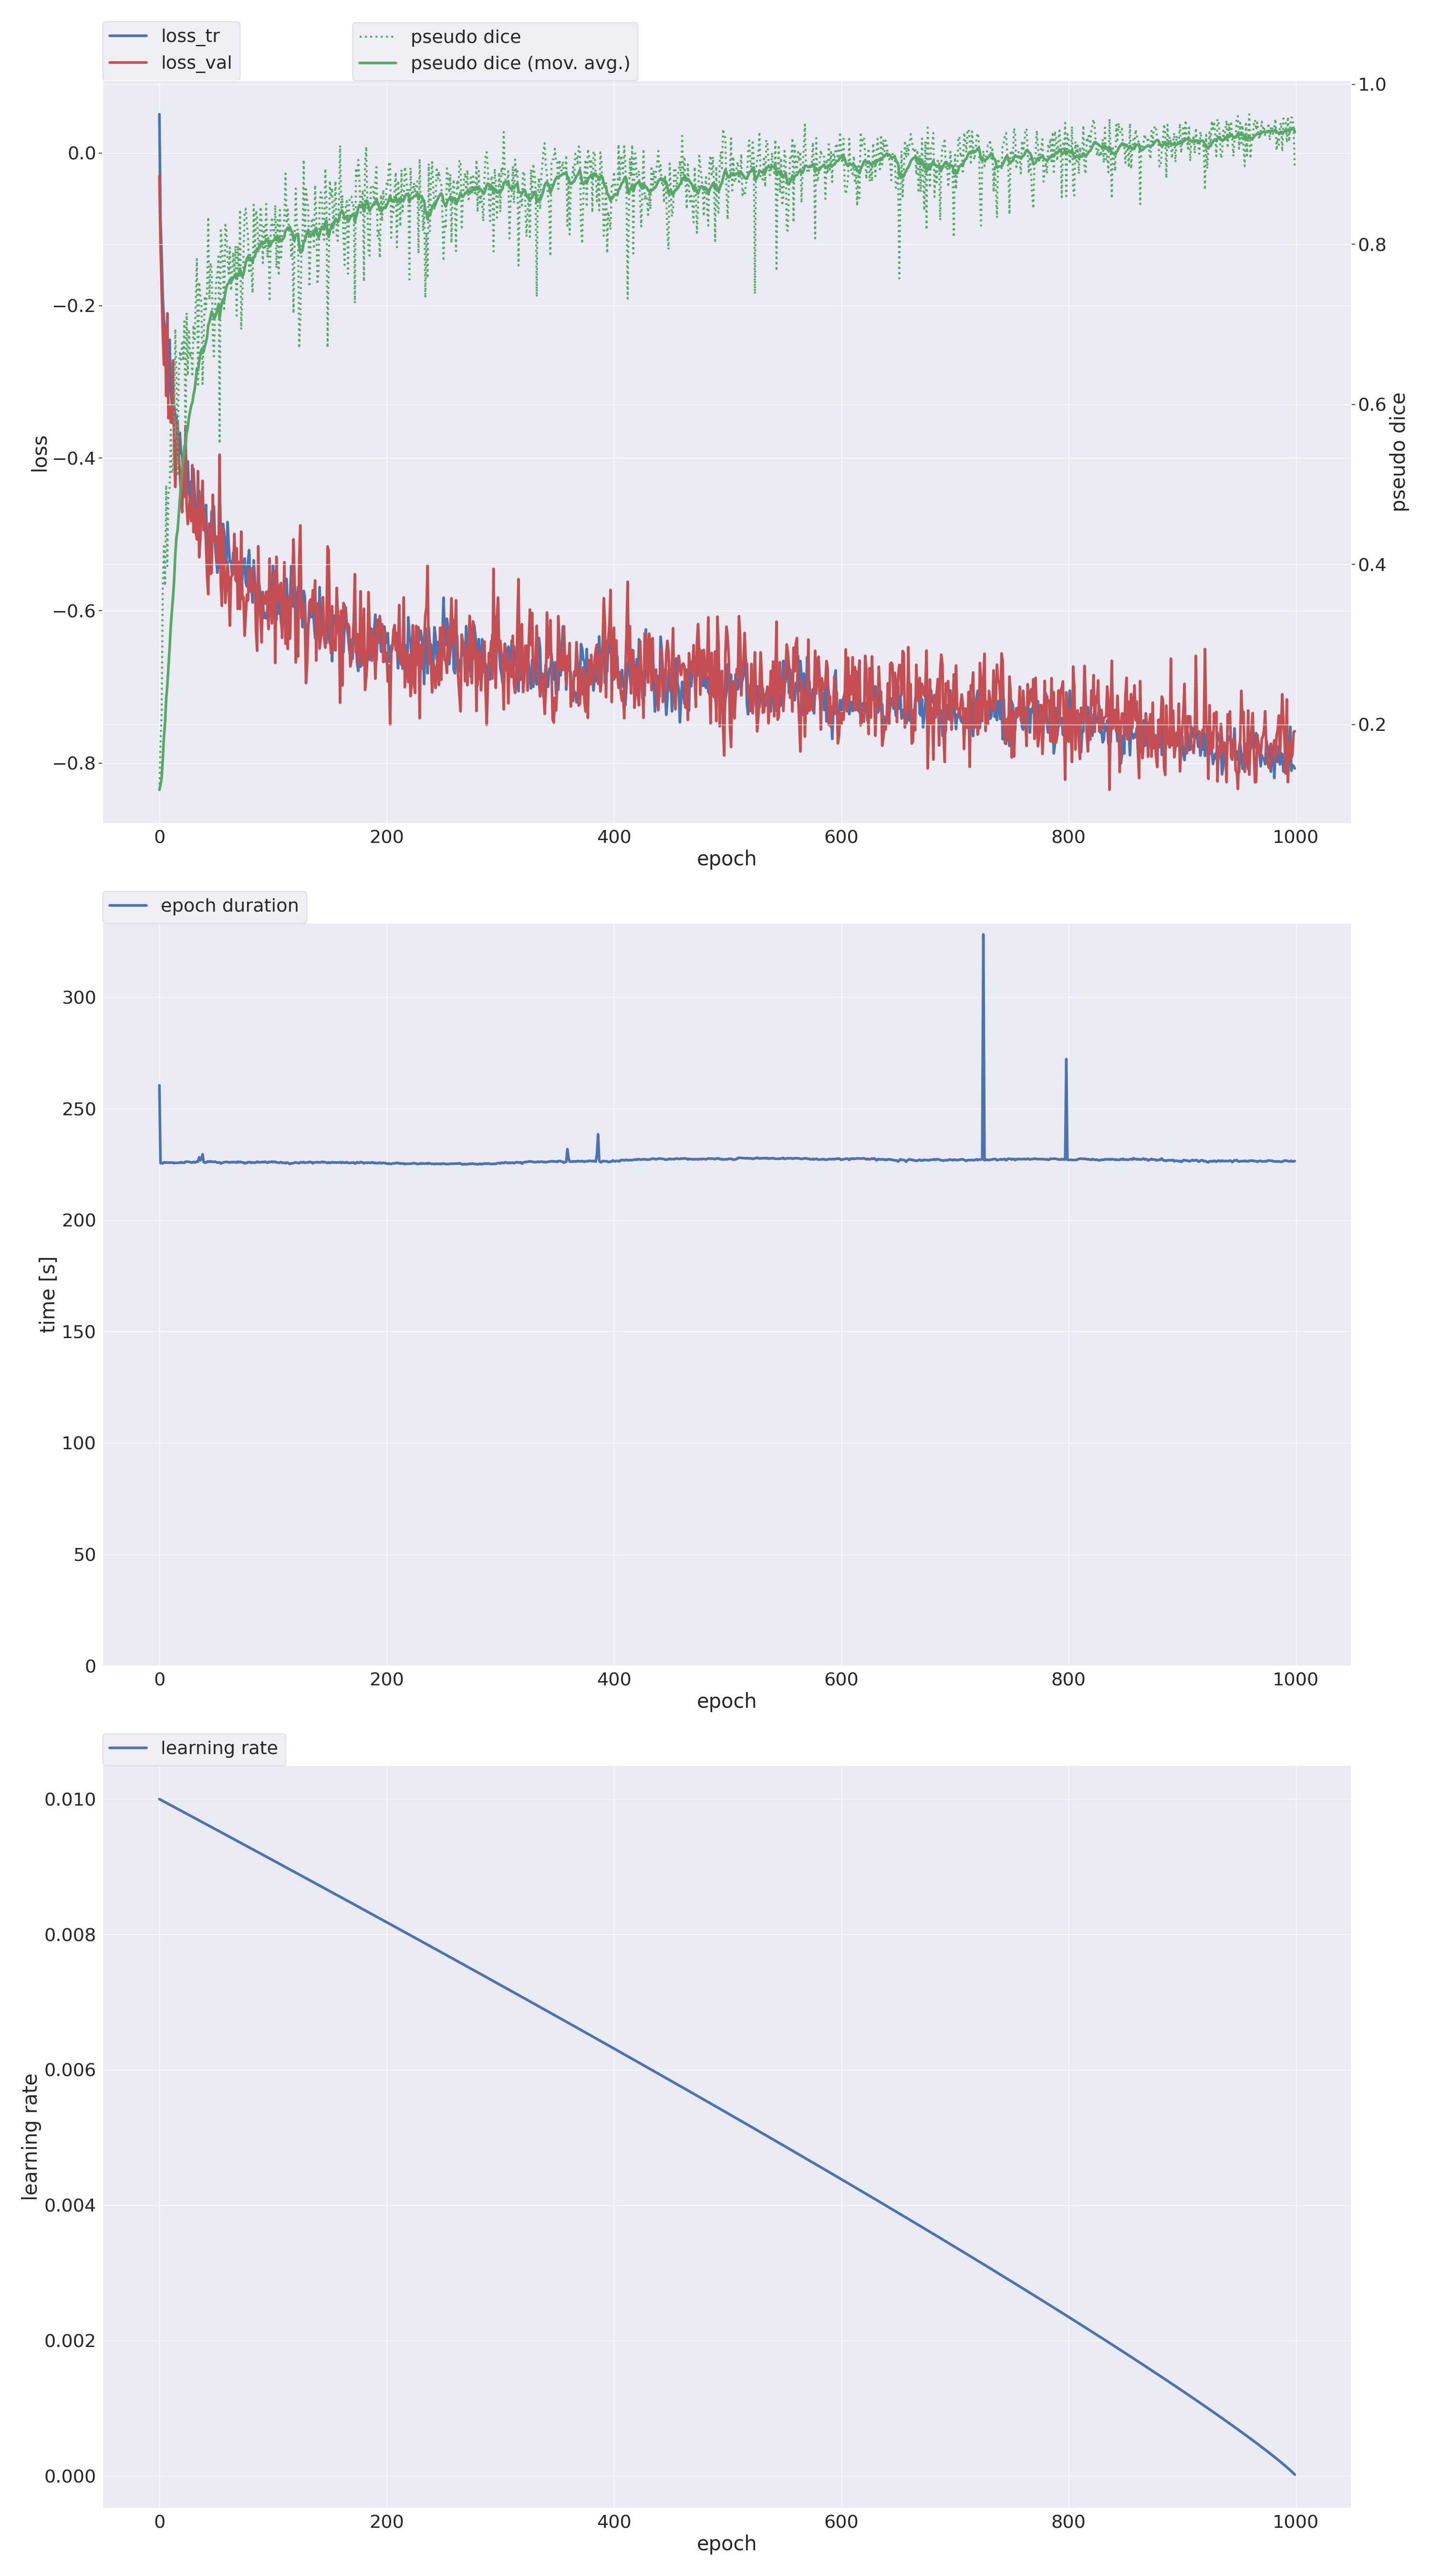 loss_tr
loss_val
pseudo dice
pseudo dice (mov. avg.)
0.0
−0.2
−0.4
−0.6
−0.8
loss
1.0
0.8
0.6
0.4
0.2
pseudo dice
0 200 400 600 800 1000
epoch
epoch duration
300
250
200
150
100
50
0
time [s]
0 200 400 600 800 1000
epoch
learning rate
0.010
0.008
0.006
0.004
0.002
0.000
learning rate
0 200 400 600 800 1000
epoch